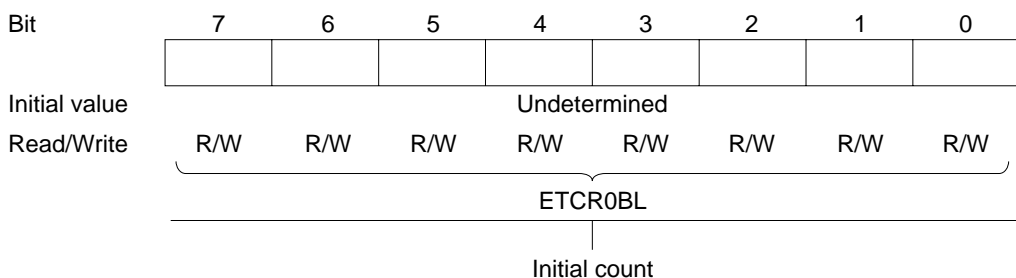 Bit 7 6 5 4 3 2 1 0
Initial value Undetermined
Read/Write R/W R/W R/W R/W R/W R/W R/W R/W
ETCR0BL
Initial count